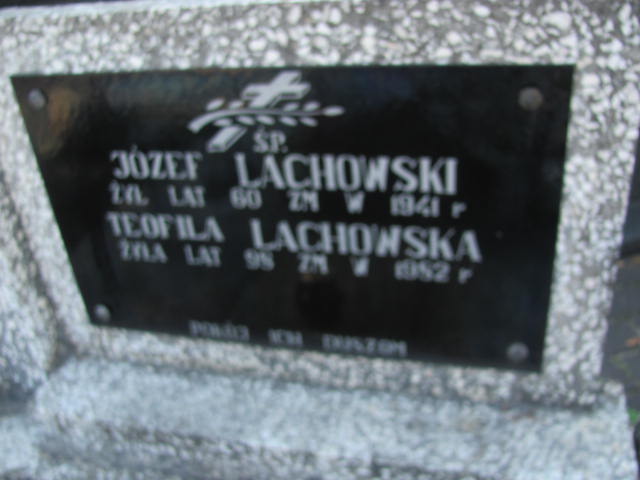 ŚP.
JÓZEF LACHOWSKI
ŻYŁ LAT 60 ZM W 1941 r
TEOFILA LACHOWSKA
ŻYŁA LAT 98 ZM W 1982 r
POKÓJ ICH DUSZOM